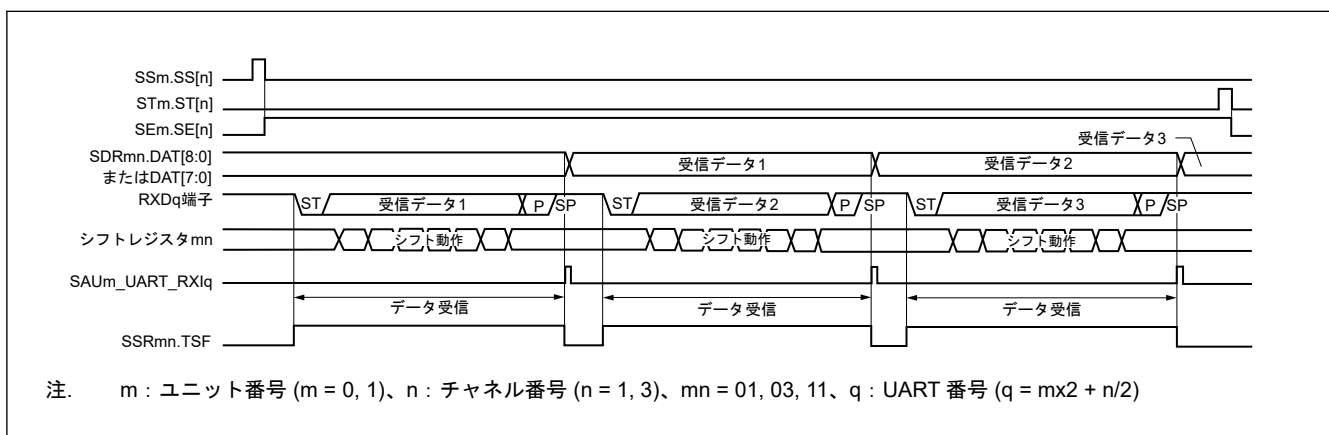 SSm.SS[n]
STm.ST[n]
SEm.SE[n]
受信データ3
SDRmn.DAT[8:0]
またはDAT[7:0]
受信データ1 受信データ2
RXDq端子
ST 受信データ1 P SP ST 受信データ2 P SP ST 受信データ3 P SP
シフトレジスタmn
シフト動作 シフト動作 シフト動作
SAUm_UART_RXIq
データ受信 データ受信 データ受信
SSRmn.TSF
注. m：ユニット番号 (m = 0, 1)、n：チャネル番号 (n = 1, 3)、mn = 01, 03, 11、q：UART 番号 (q = mx2 + n/2)